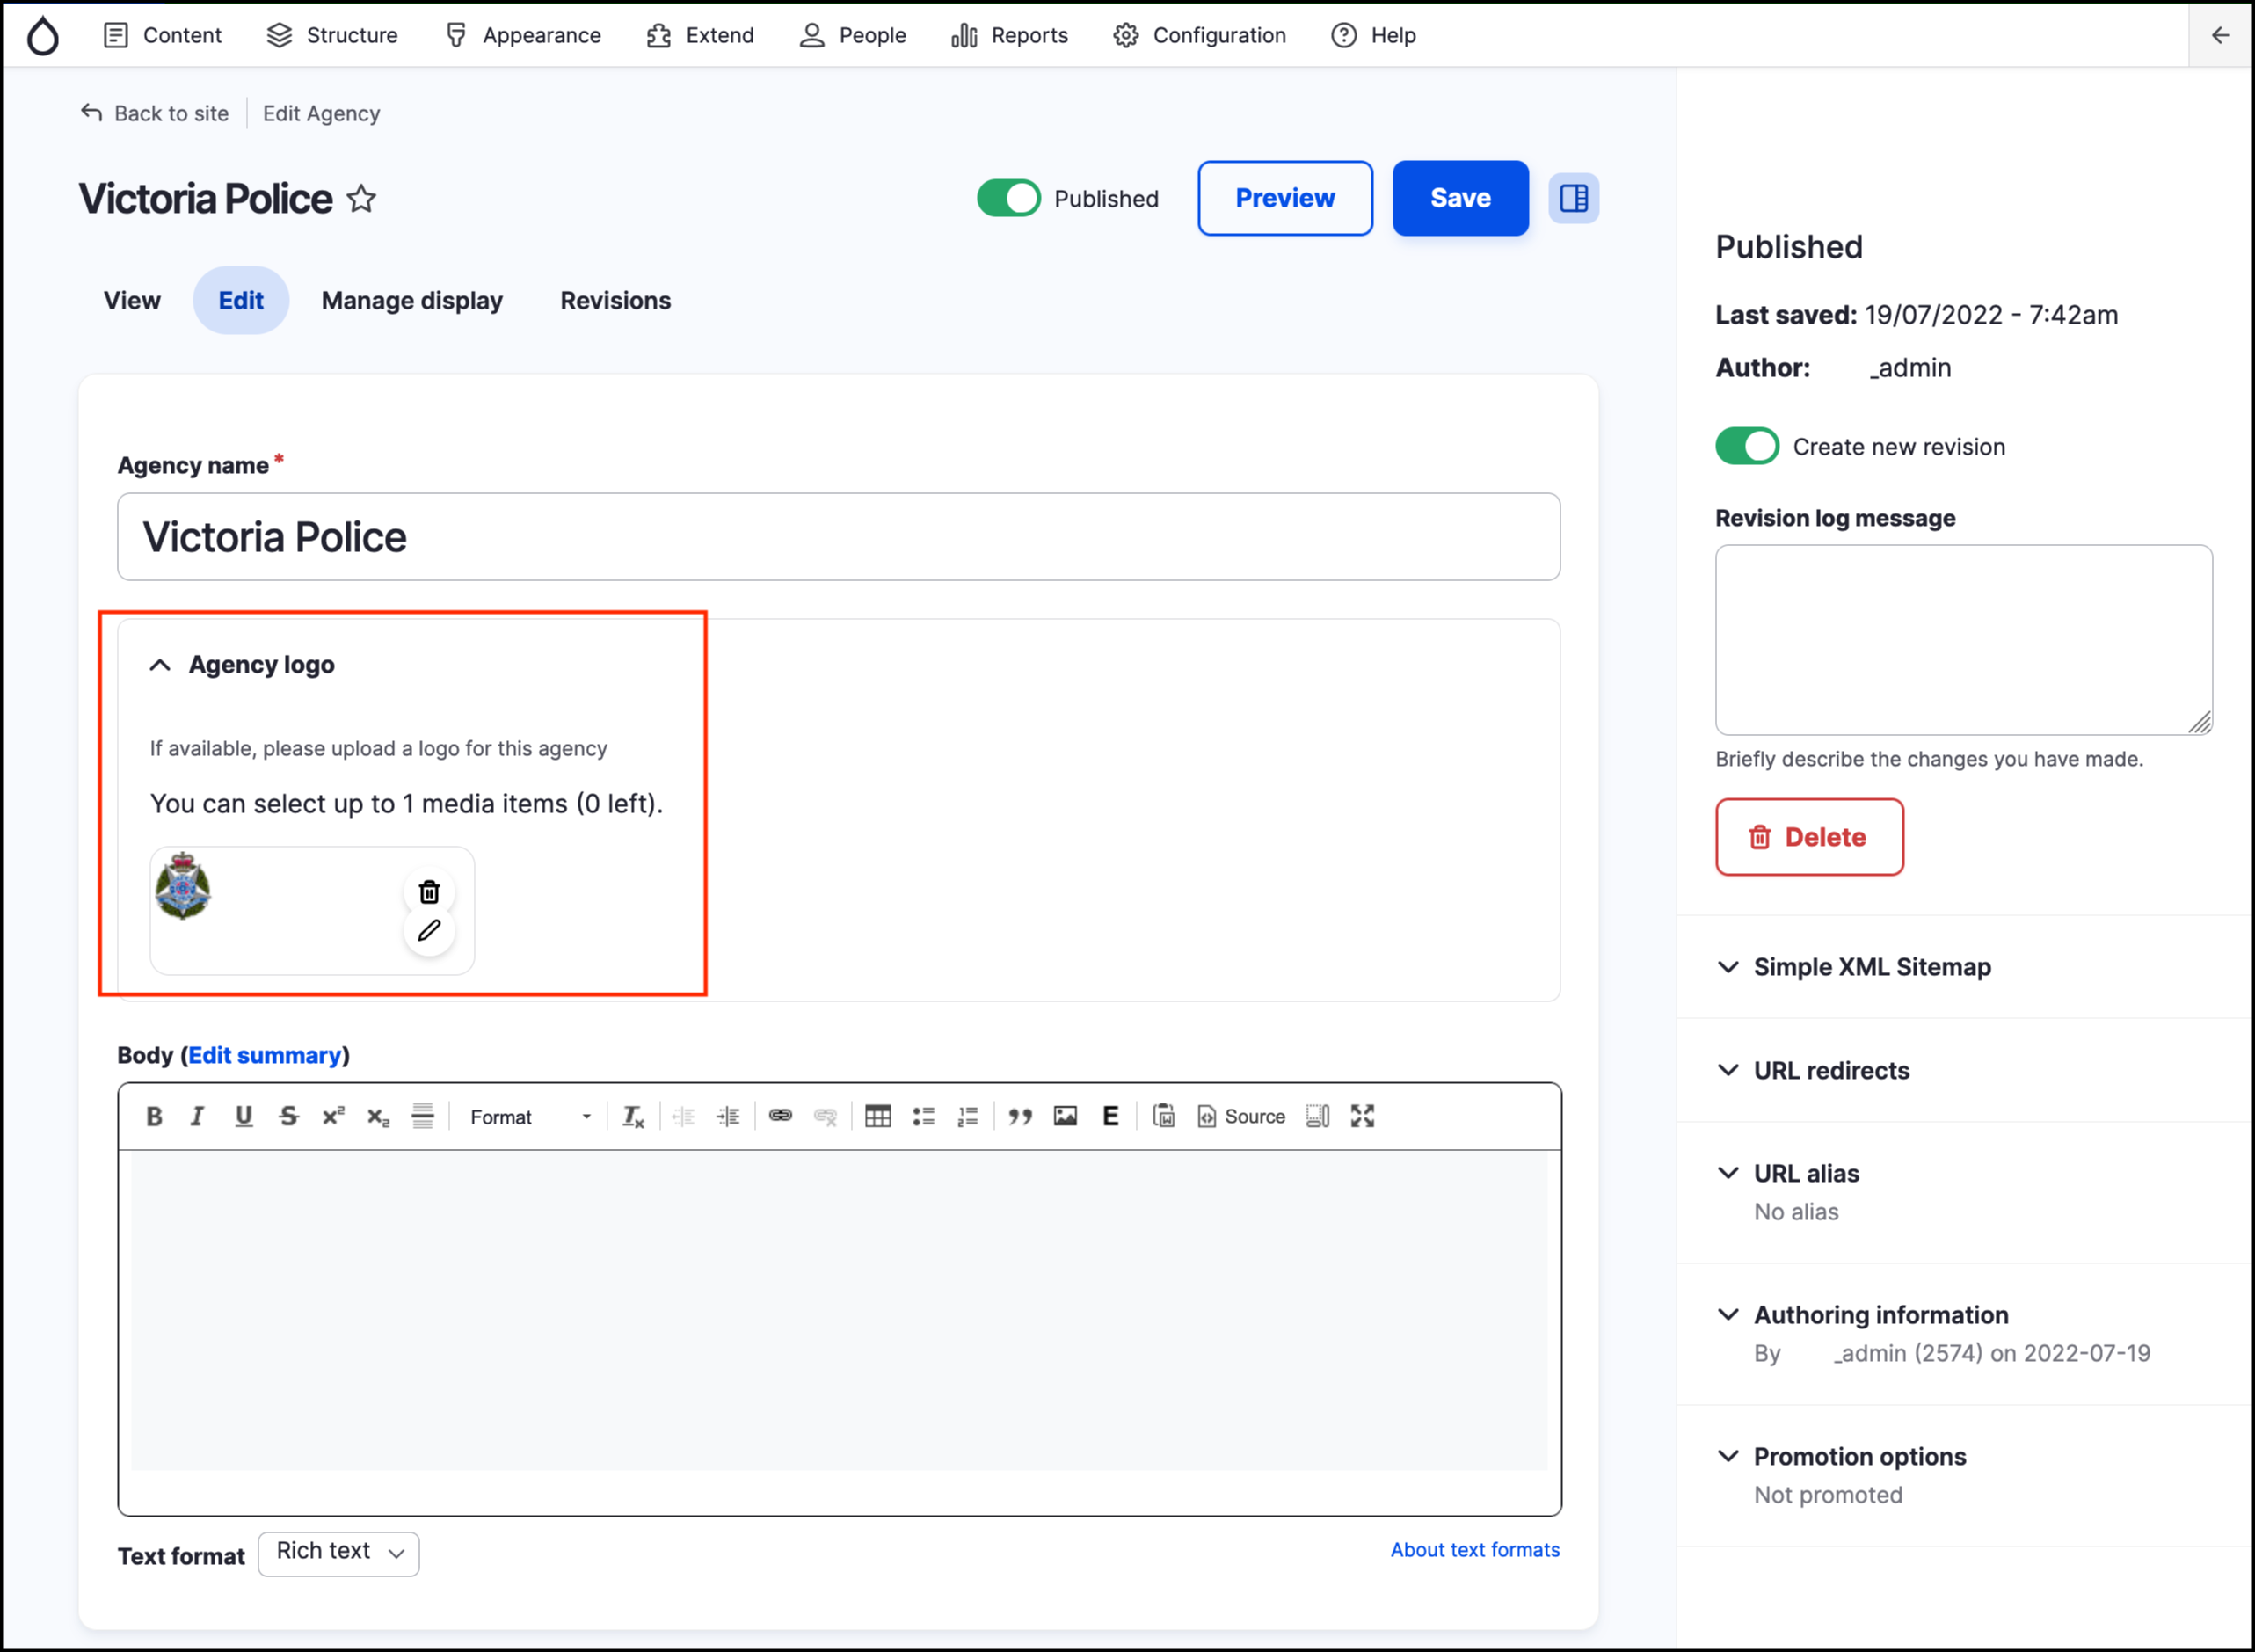 Content Structure Appearance Extend People Reports Configuration Help
Back to site Edit Agency
Victoria Police
Published Preview Save
View Edit Manage display Revisions
Agency name *
Victoria Police
Agency logo
If available, please upload a logo for this agency
You can select up to 1 media items (0 left).
Body (Edit summary)
B I U S x² x₂ Format Ix E Source
Text format Rich text About text formats
Published
Last saved: 19/07/2022 - 7:42am
Author: _admin
Create new revision
Revision log message
Briefly describe the changes you have made.
Delete
Simple XML Sitemap
URL redirects
URL alias
No alias
Authoring information
By _admin (2574) on 2022-07-19
Promotion options
Not promoted